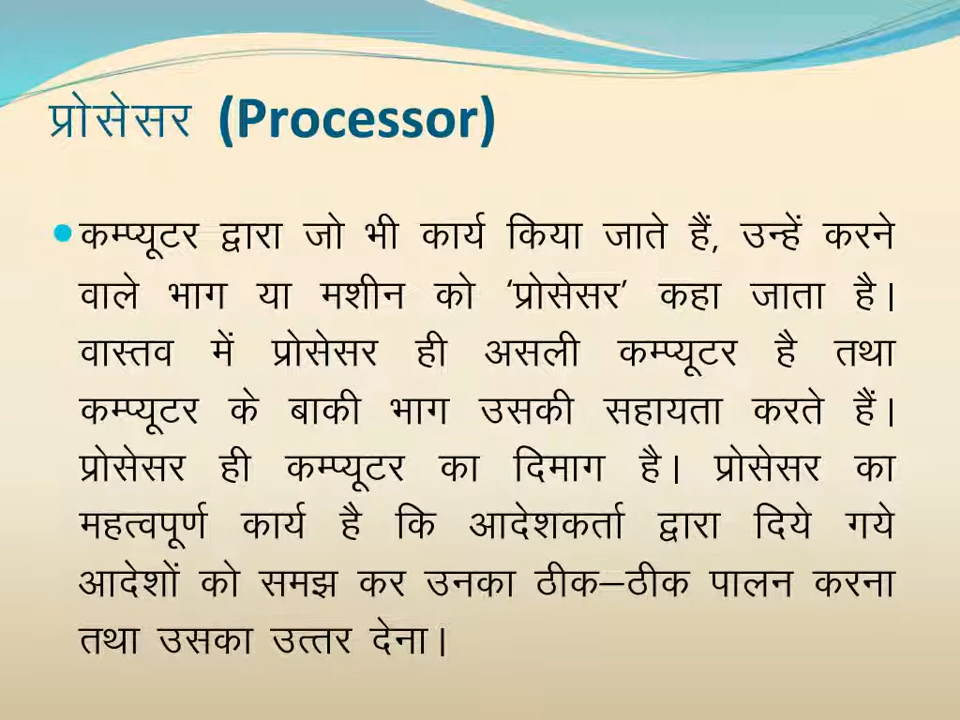 प्रोसेसर (Processor)
कम्प्यूटर द्वारा जो भी कार्य किया जाते हैं, उन्हें करने
वाले भाग या मशीन को ‘प्रोसेसर’ कहा जाता है।
वास्तव में प्रोसेसर ही असली कम्प्यूटर है तथा
कम्प्यूटर के बाकी भाग उसकी सहायता करते हैं।
प्रोसेसर ही कम्प्यूटर का दिमाग है। प्रोसेसर का
महत्वपूर्ण कार्य है कि आदेशकर्ता द्वारा दिये गये
आदेशों को समझ कर उनका ठीक–ठीक पालन करना
तथा उसका उत्तर देना।